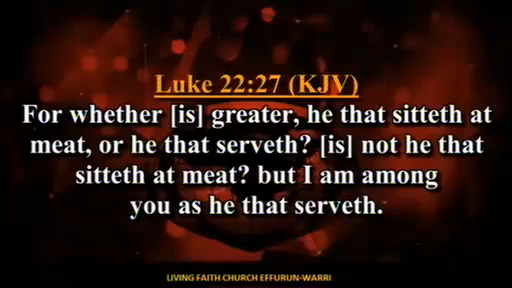 Luke 22:27 (KJV)
For whether [is] greater, he that sitteth at
meat, or he that serveth? [is] not he that
sitteth at meat? but I am among
you as he that serveth.
LIVING FAITH CHURCH EFFURUN-WARRI